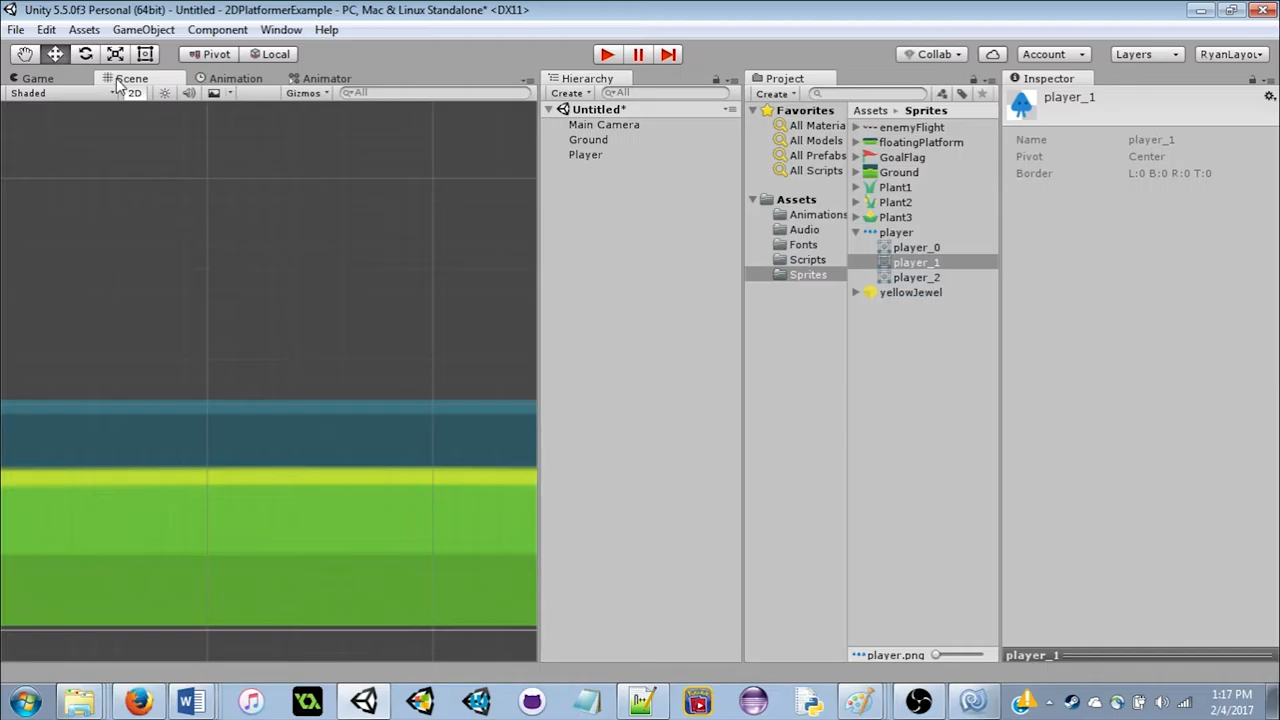 Unity 5.5.0f3 Personal (64bit) - Untitled - 2DPlatformerExample - PC, Mac & Linux Standalone* <DX11>
File Edit Assets GameObject Component Window Help
Pivot Local Collab Account Layers RyanLayou
Game Scene Animation Animator Hierarchy Project Inspector
Shaded 2D Gizmos All Create All Create
player_1
Untitled*
Main Camera
Ground
Player
Favorites
All Materia
All Models
All Prefabs
All Scripts
Assets
Animations
Audio
Fonts
Scripts
Sprites
Assets Sprites
enemyFlight
floatingPlatform
GoalFlag
Ground
Plant1
Plant2
Plant3
player
player_0
player_1
player_2
yellowJewel
Name player_1
Pivot Center
Border L:0 B:0 R:0 T:0
player.png
player_1
1:17 PM
2/4/2017